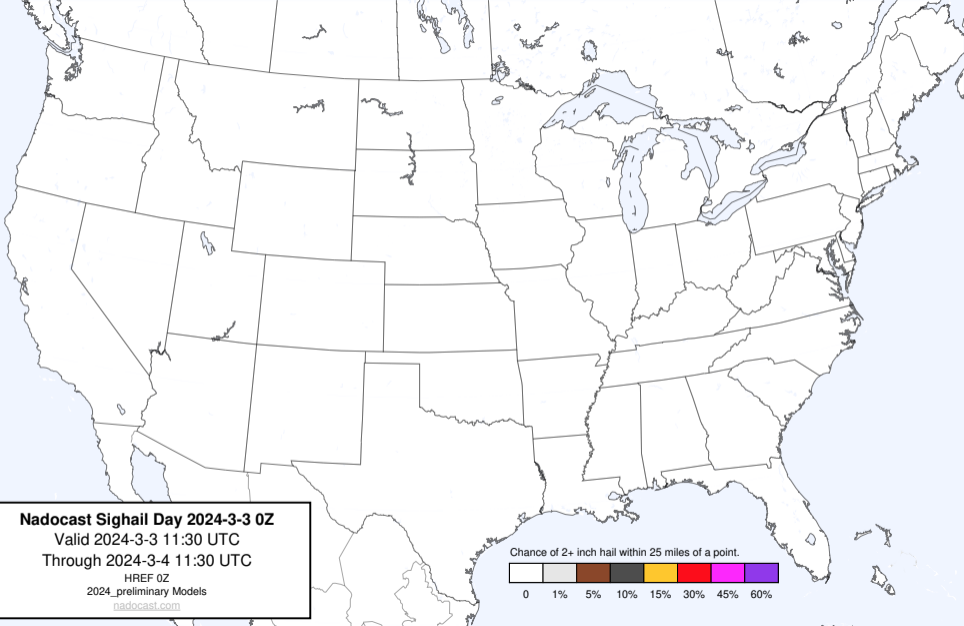 Nadocast Sighail Day 2024-3-3 0Z
Valid 2024-3-3 11:30 UTC
Through 2024-3-4 11:30 UTC
HREF 0Z
2024_preliminary Models
nadocast.com
Chance of 2+ inch hail within 25 miles of a point.
0 1% 5% 10% 15% 30% 45% 60%